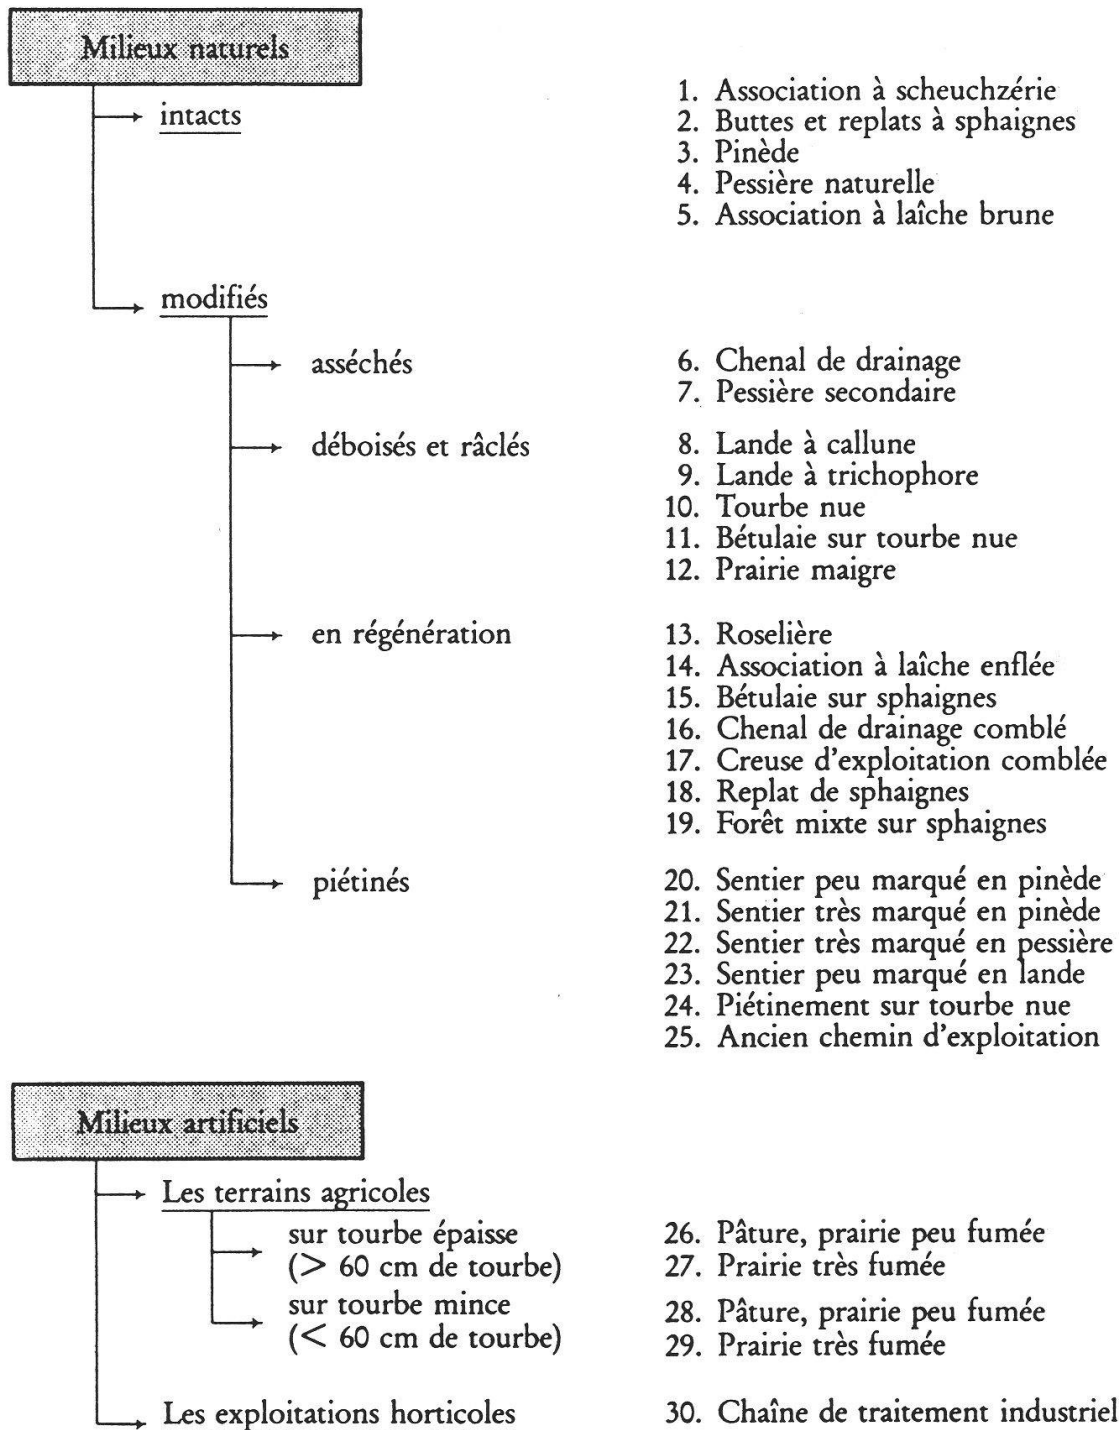 Milieux naturels
intacts
1. Association à scheuchzérie
2. Buttes et replats à sphaignes
3. Pinède
4. Pessière naturelle
5. Association à laîche brune
modifiés
asséchés
6. Chenal de drainage
7. Pessière secondaire
déboisés et râclés
8. Lande à callune
9. Lande à trichophore
10. Tourbe nue
11. Bétulaie sur tourbe nue
12. Prairie maigre
en régénération
13. Roselière
14. Association à laîche enflée
15. Bétulaie sur sphaignes
16. Chenal de drainage comblé
17. Creuse d'exploitation comblée
18. Replat de sphaignes
19. Forêt mixte sur sphaignes
piétinés
20. Sentier peu marqué en pinède
21. Sentier très marqué en pinède
22. Sentier très marqué en pessière
23. Sentier peu marqué en lande
24. Piétinement sur tourbe nue
25. Ancien chemin d'exploitation
Milieux artificiels
Les terrains agricoles
sur tourbe épaisse
(> 60 cm de tourbe)
26. Pâture, prairie peu fumée
27. Prairie très fumée
sur tourbe mince
(< 60 cm de tourbe)
28. Pâture, prairie peu fumée
29. Prairie très fumée
Les exploitations horticoles
30. Chaîne de traitement industriel